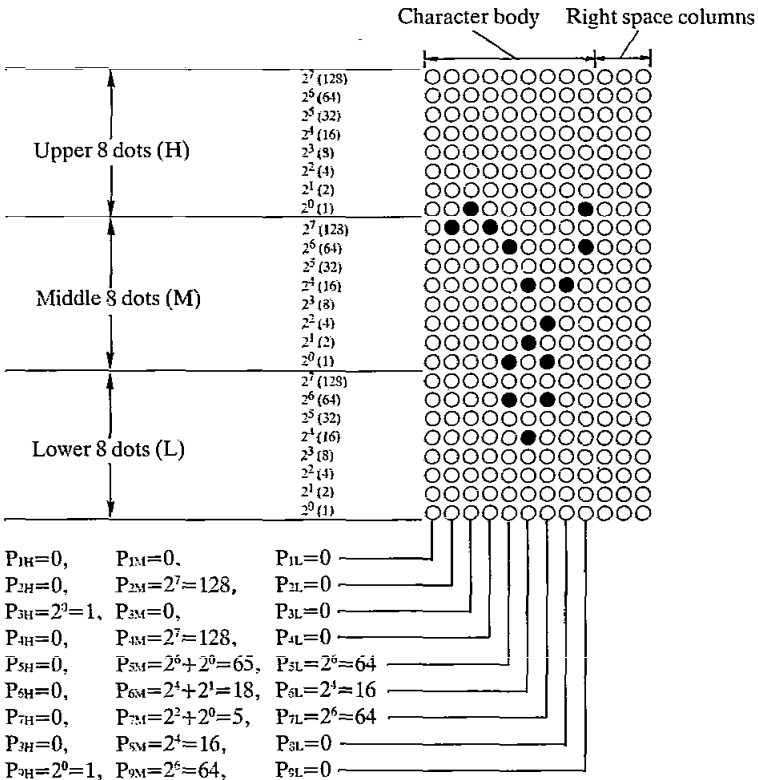 Character body Right space columns
2⁷ (128)
2⁶ (64)
2⁵ (32)
2⁴ (16)
2³ (8)
2² (4)
2¹ (2)
2⁰ (1)
Upper 8 dots (H)
2⁷ (128)
2⁶ (64)
2⁵ (32)
2⁴ (16)
2³ (8)
2² (4)
2¹ (2)
2⁰ (1)
Middle 8 dots (M)
2⁷ (128)
2⁶ (64)
2⁵ (32)
2⁴ (16)
2³ (8)
2² (4)
2¹ (2)
2⁰ (1)
Lower 8 dots (L)
P1H=0, P1M=0, P1L=0
P2H=0, P2M=2⁷=128, P2L=0
P3H=2⁰=1, P3M=0, P3L=0
P4H=0, P4M=2⁷=128, P4L=0
P5H=0, P5M=2⁶+2⁰=65, P5L=2⁶=64
P6H=0, P6M=2⁴+2¹=18, P6L=2⁴=16
P7H=0, P7M=2²+2⁰=5, P7L=2⁶=64
P8H=0, P8M=2⁴=16, P8L=0
P9H=2⁰=1, P9M=2⁶=64, P9L=0